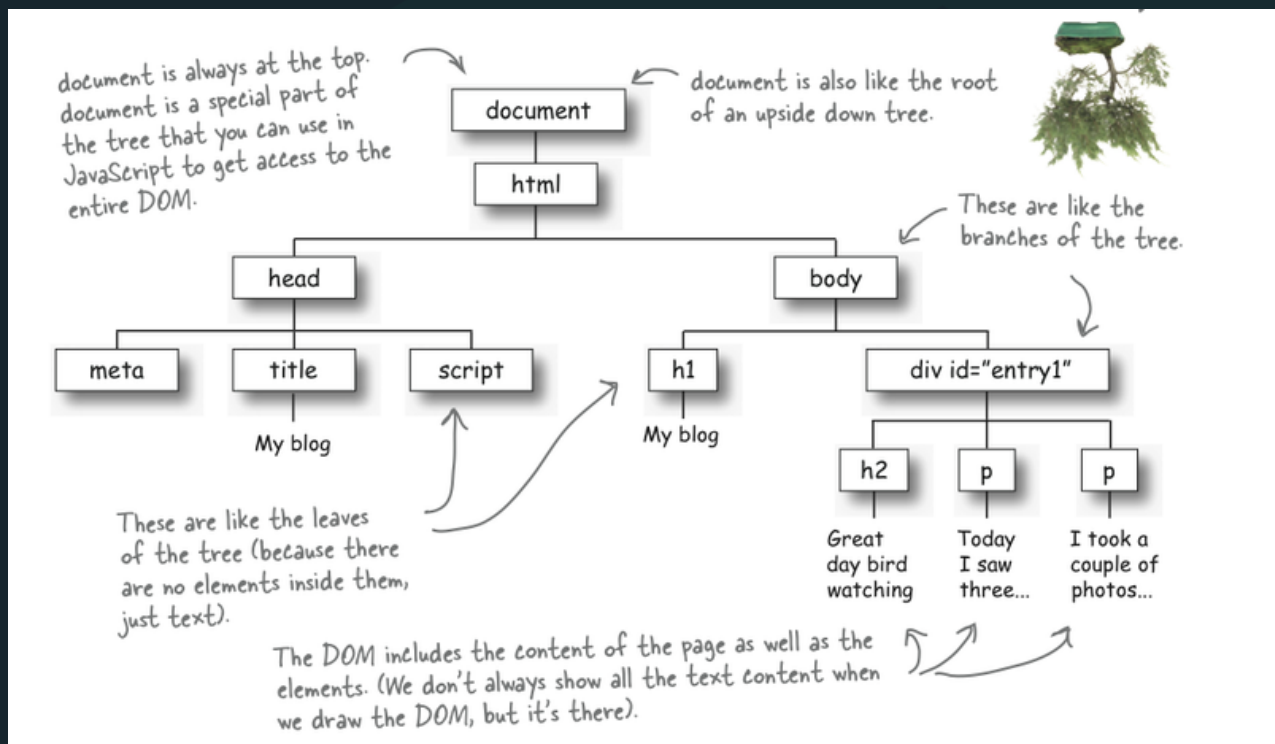 document is always at the top.
document is a special part of
the tree that you can use in
JavaScript to get access to the
entire DOM.
document
document is also like the root
of an upside down tree.
html
These are like the
branches of the tree.
head
body
meta
title
script
h1
div id="entry1"
My blog
My blog
h2
p
p
These are like the leaves
of the tree (because there
are no elements inside them,
just text).
Great
day bird
watching
Today
I saw
three...
I took a
couple of
photos...
The DOM includes the content of the page as well as the
elements. (We don't always show all the text content when
we draw the DOM, but it's there).